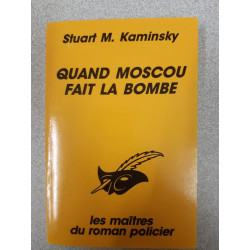 Stuart M. Kaminsky
QUAND MOSCOU
FAIT LA BOMBE
les maîtres
du roman policier